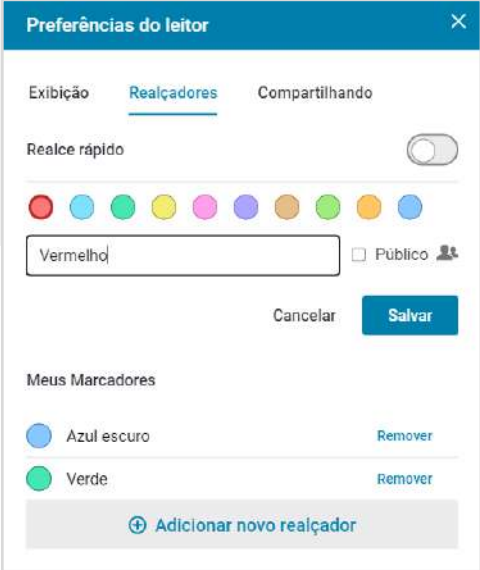 Preferências do leitor
Exibição Realçadores Compartilhando
Realce rápido
Vermelho Público
Cancelar Salvar
Meus Marcadores
Azul escuro Remover
Verde Remover
Adicionar novo realçador